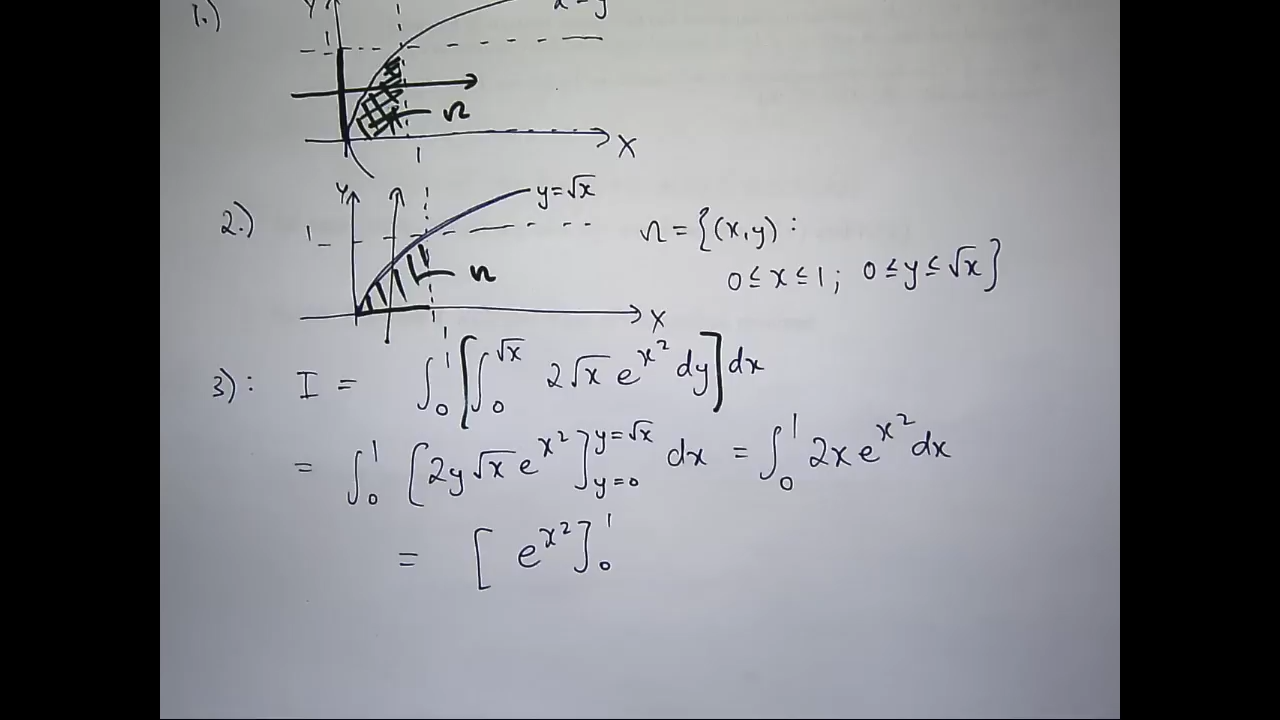 1.)
Y
1
X
1
Ω
2.)
Y
1
y=√x
Ω
X
1
Ω = {(x,y) :
0 ≤ x ≤ 1 ; 0 ≤ y ≤ √x}
3): I = ∫₀¹ [∫₀^√x 2√x e^x² dy] dx
= ∫₀¹ [2y√x e^x²]_{y=0}^{y=√x} dx = ∫₀¹ 2x e^x² dx
= [e^x²]₀¹